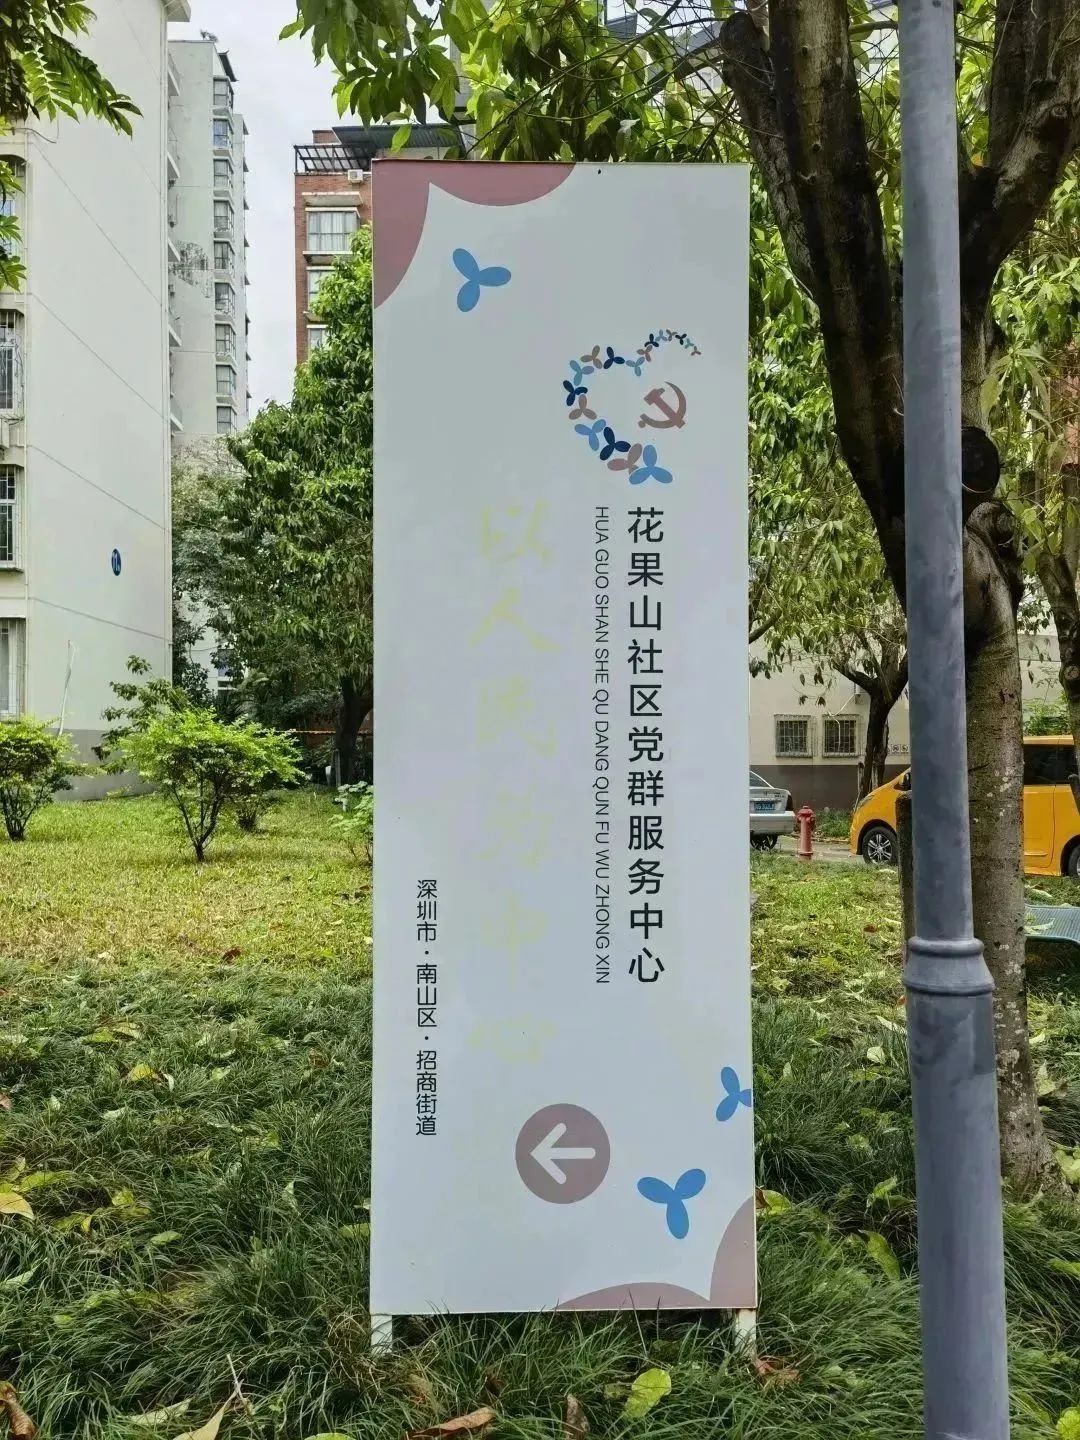 花果山社区党群服务中心
HUA GUO SHAN SHE QU DANG QUN FU WU ZHONG XIN
以人民为中心
深圳市·南山区·招商街道